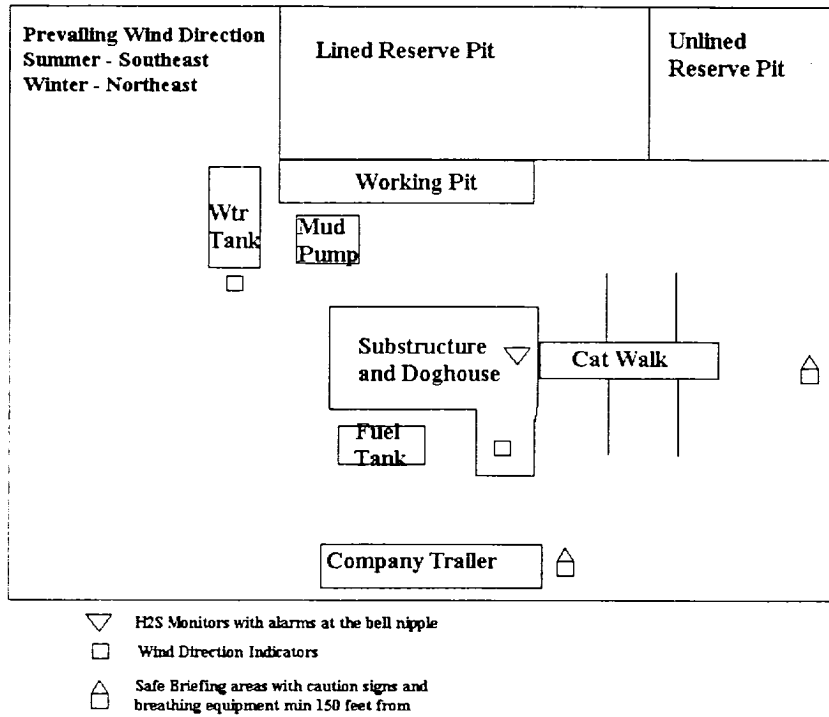 Prevailing Wind Direction
Summer - Southeast
Winter - Northeast
Lined Reserve Pit
Unlined
Reserve Pit
Working Pit
Wtr
Tank
Mud
Pump
Substructure
and Doghouse
Cat Walk
Fuel
Tank
Company Trailer
H2S Monitors with alarms at the bell nipple
Wind Direction Indicators
Safe Briefing areas with caution signs and
breathing equipment min 150 feet from